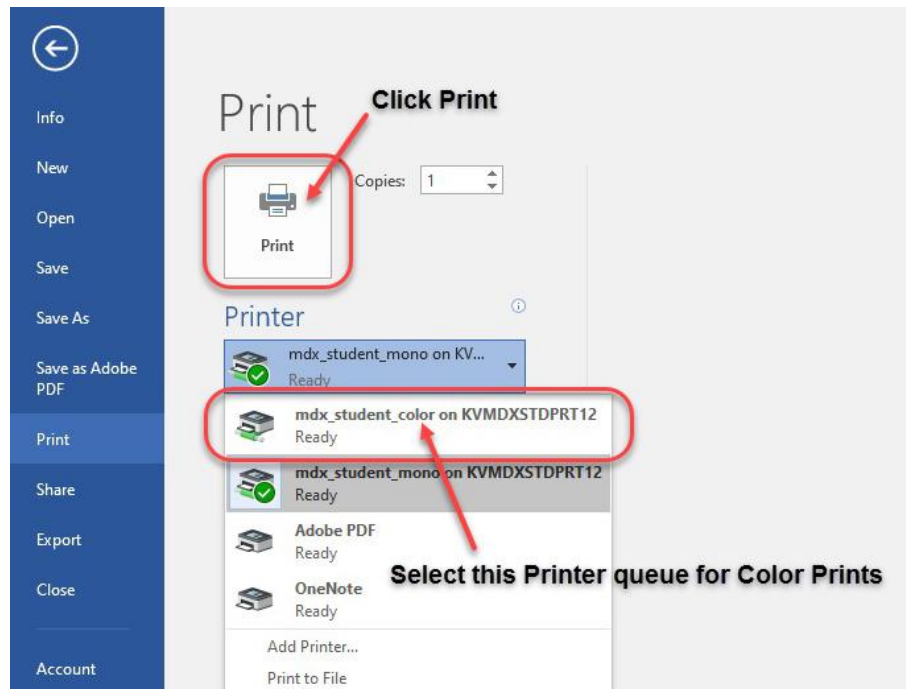 Info
New
Open
Save
Save As
Save as Adobe
PDF
Print
Share
Export
Close
Account
Print
Click Print
Copies: 1
Print
Printer
mdx_student_mono on KV...
Ready
mdx_student_color on KVMDXSTDPRT12
Ready
mdx_student_mono on KVMDXSTDPRT12
Ready
Adobe PDF
Ready
Select this Printer queue for Color Prints
OneNote
Ready
Add Printer...
Print to File